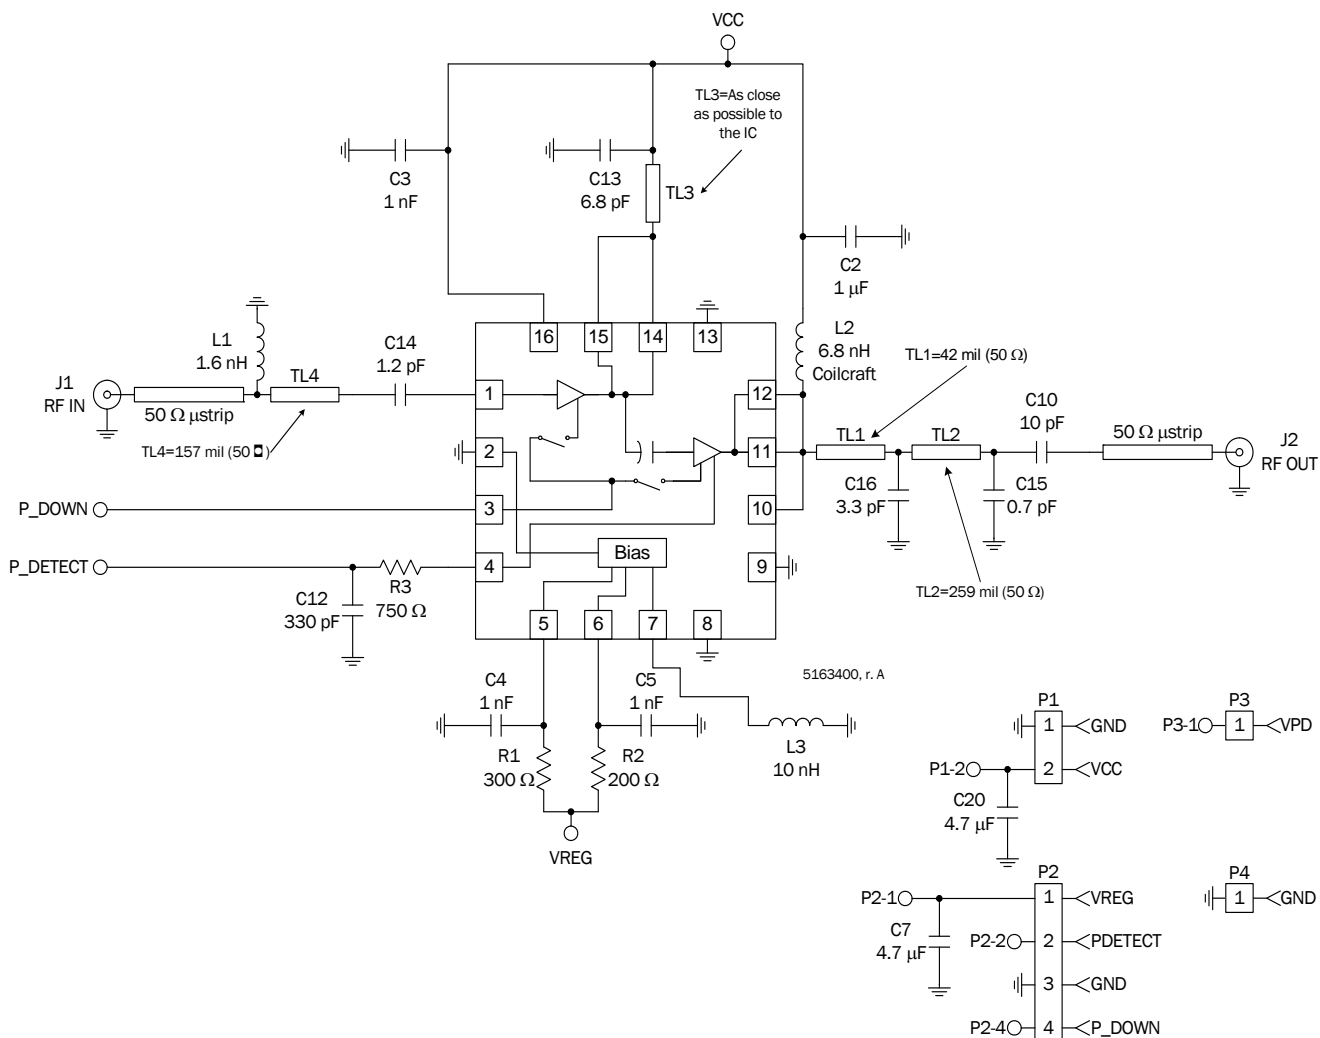 VCC
TL3=As close
as possible to
the IC
C3
1 nF
C13
6.8 pF
TL3
C2
1 μF
L1
1.6 nH
C14
1.2 pF
16
15
14
13
L2
6.8 nH
Coilcraft
TL1=42 mil (50 Ω)
J1
RF IN
50 Ω μstrip
TL4
TL4=157 mil (50 ◘)
1
12
C10
10 pF
2
11
TL1
TL2
50 Ω μstrip
J2
RF OUT
C16
3.3 pF
C15
0.7 pF
P_DOWN
3
10
P_DETECT
4
Bias
9
C12
330 pF
R3
750 Ω
TL2=259 mil (50 Ω)
5
6
7
8
5163400, r. A
C4
1 nF
C5
1 nF
R1
300 Ω
R2
200 Ω
L3
10 nH
VREG
P1
1
GND
P1-2
2
VCC
C20
4.7 μF
P3
P3-1
1
VPD
P2
P2-1
1
VREG
C7
4.7 μF
P2-2
2
PDETECT
3
GND
P2-4
4
P_DOWN
P4
1
GND